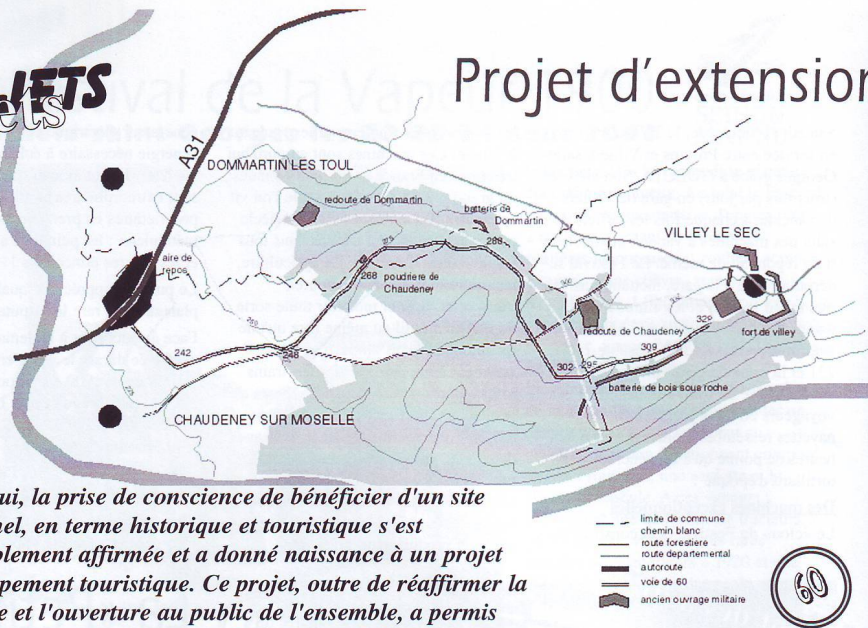 JETS
ets
Projet d'extension
A31
DOMMARTIN LES TOUL
redoute de Dommartin
batterie de
Dommartin
VILLEY LE SEC
aire de
repos
268
poudriere de
Chaudeney
288
redoute de Chaudeney
fort de villey
242
248
302
309
batterie de bois sous roche
CHAUDENEY SUR MOSELLE
ui, la prise de conscience de bénéficier d'un site
nel, en terme historique et touristique s'est
blement affirmée et a donné naissance à un projet
ppement touristique. Ce projet, outre de réaffirmer la
e et l'ouverture au public de l'ensemble, a permis
limite de commune
chemin blanc
route forestiere
route departemental
autoroute
voie de 60
ancien ouvrage militaire
60